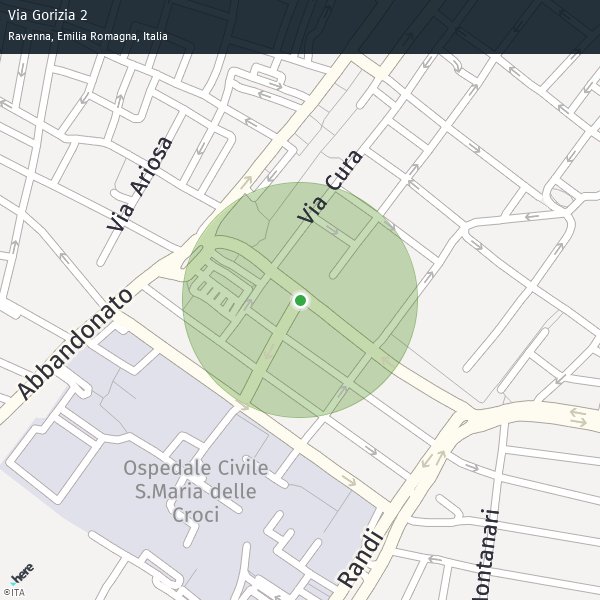 Via Gorizia 2
Ravenna, Emilia Romagna, Italia
Via Ariosa
Via Cura
Abbandonato
Ospedale Civile
S.Maria delle
Croci
Randi
Montanari
here
©ITA